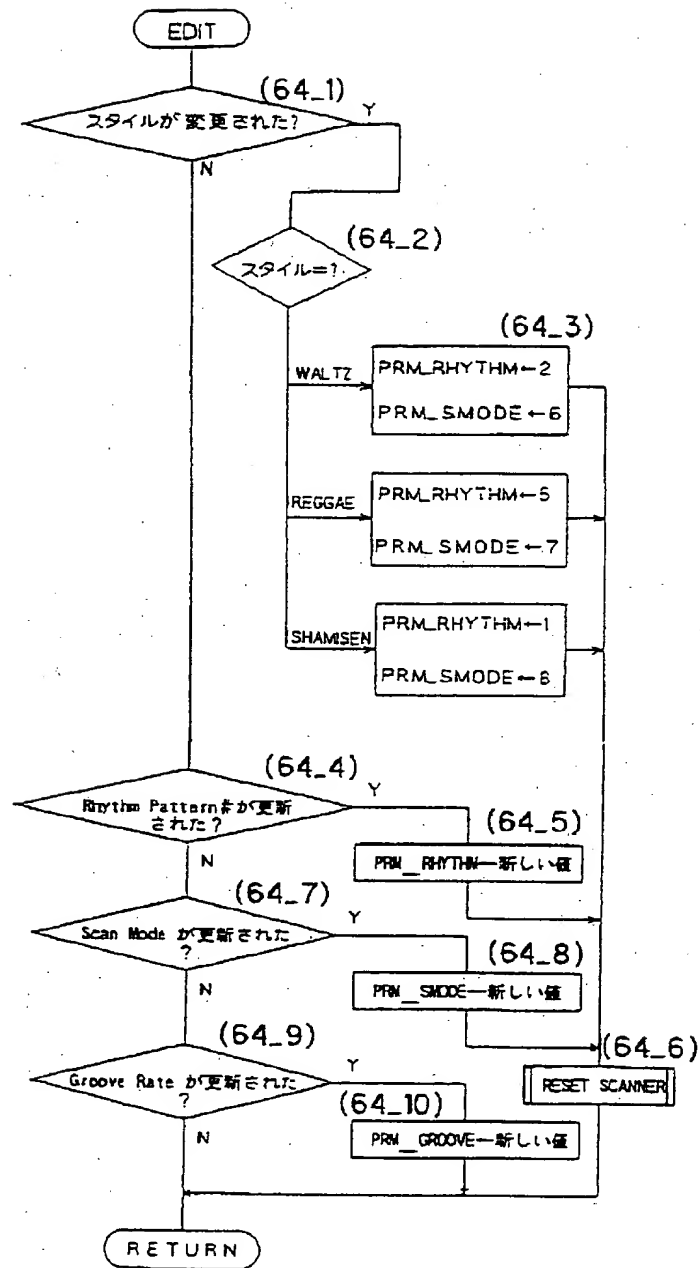 EDIT
(64_1)
スタイルが変更された?
Y
N
(64_2)
スタイル=?
(64_3)
WALTZ
PRM_RHYTHM←2
PRM_SMODE←6
REGGAE
PRM_RHYTHM←5
PRM_SMODE←7
SHAMISEN
PRM_RHYTHM←1
PRM_SMODE←8
(64_4)
Rhythm Pattern#が更新
された?
Y
N
(64_5)
PRM__RHYTHM←新しい値
(64_7)
Scan Mode が更新された
?
Y
N
(64_8)
PRM__SMODE←新しい値
(64_9)
Groove Rate が更新された
?
Y
N
(64_6)
RESET SCANNER
(64_10)
PRM__GROOVE←新しい値
RETURN